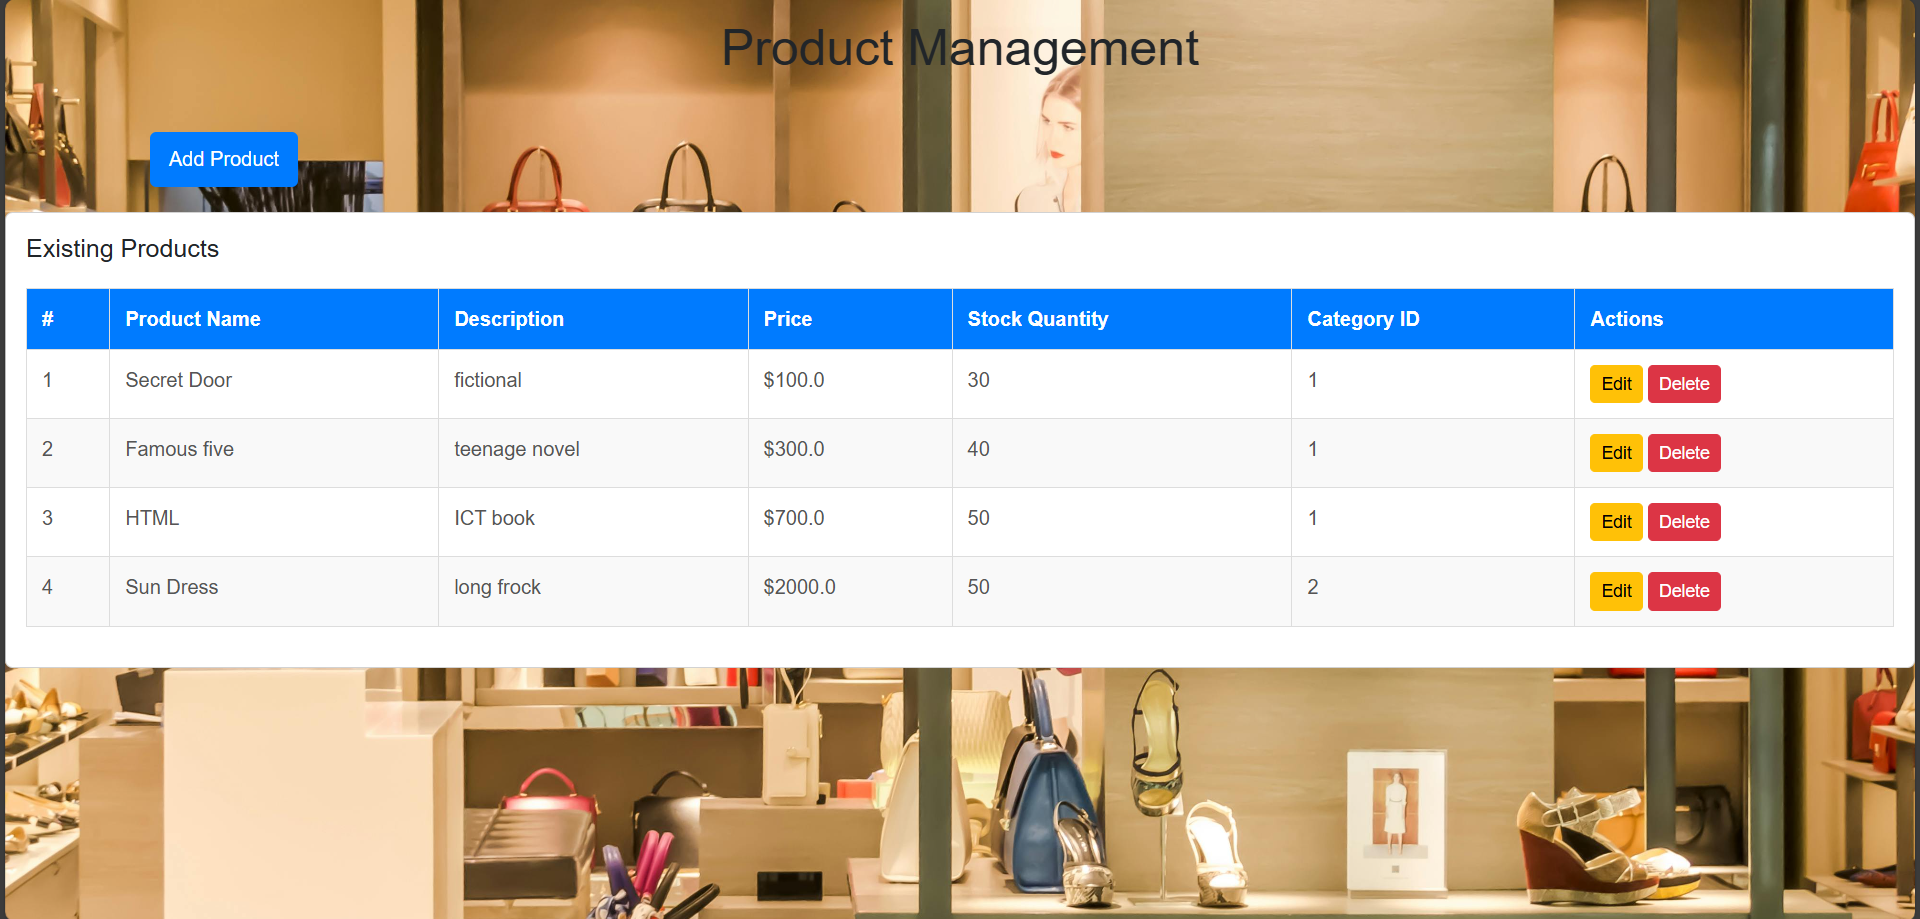 Product Management
Add Product
Existing Products
# Product Name Description Price Stock Quantity Category ID Actions
1 Secret Door fictional $100.0 30 1 Edit Delete
2 Famous five teenage novel $300.0 40 1 Edit Delete
3 HTML ICT book $700.0 50 1 Edit Delete
4 Sun Dress long frock $2000.0 50 2 Edit Delete